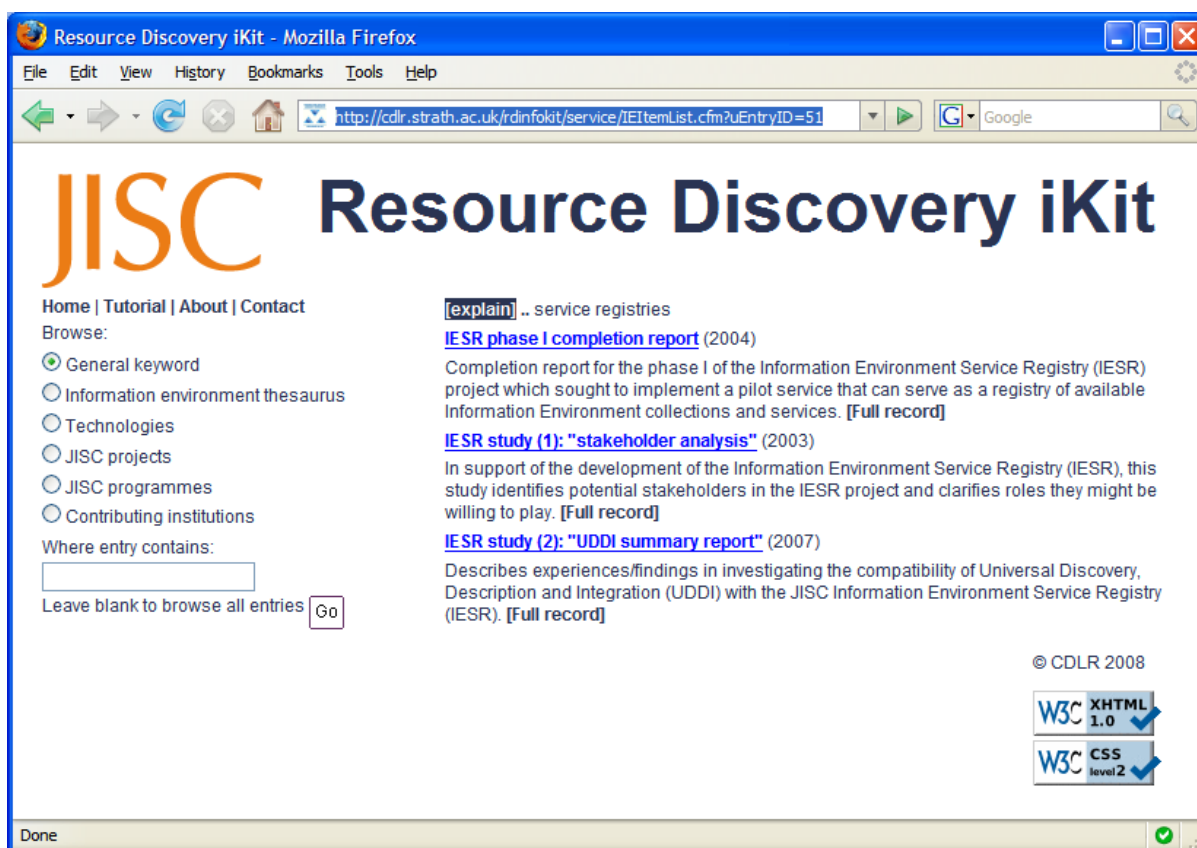 Resource Discovery iKit - Mozilla Firefox
File Edit View History Bookmarks Tools Help
http://cdlr.strath.ac.uk/rdinfokit/service/IEItemList.cfm?uEntryID=51
G Google
JISC
Resource Discovery iKit
Home | Tutorial | About | Contact
Browse:
General keyword
Information environment thesaurus
Technologies
JISC projects
JISC programmes
Contributing institutions
Where entry contains:
Leave blank to browse all entries Go
[explain] .. service registries
IESR phase I completion report (2004)
Completion report for the phase I of the Information Environment Service Registry (IESR)
project which sought to implement a pilot service that can serve as a registry of available
Information Environment collections and services. [Full record]
IESR study (1): "stakeholder analysis" (2003)
In support of the development of the Information Environment Service Registry (IESR), this
study identifies potential stakeholders in the IESR project and clarifies roles they might be
willing to play. [Full record]
IESR study (2): "UDDI summary report" (2007)
Describes experiences/findings in investigating the compatibility of Universal Discovery,
Description and Integration (UDDI) with the JISC Information Environment Service Registry
(IESR). [Full record]
© CDLR 2008
W3C XHTML 1.0
W3C CSS level 2
Done